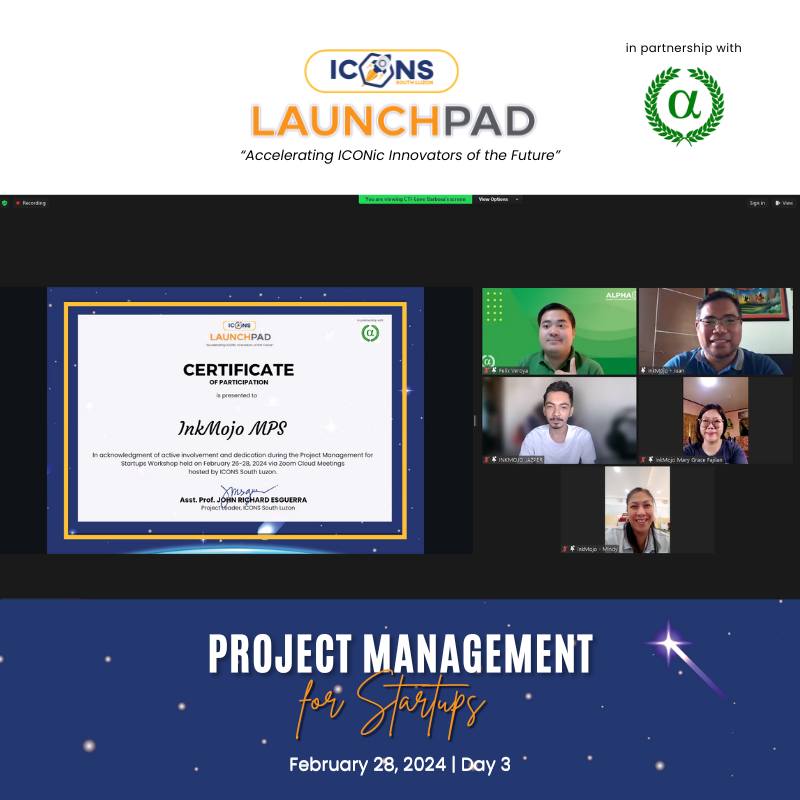 in partnership with
ICONS
SOUTH LUZON
α
LAUNCHPAD
“Accelerating ICONic Innovators of the Future”
Recording
You are viewing CTI-Loev Barbosa's screen
View Options
Sign in
View
ICONS
LAUNCHPAD
in partnership with
α
CERTIFICATE
OF PARTICIPATION
is presented to
InkMojo MPS
In acknowledgment of active involvement and dedication during the Project Management for
Startups Workshop held on February 26-28, 2024 via Zoom Cloud Meetings
hosted by ICONS South Luzon.
Asst. Prof. JOHN RICHARD ESGUERRA
Project Leader, ICONS South Luzon
ALPHA
Felix Veroya
InkMojo - Juan
INKMOJO JAZPER
InkMojo Mary Grace Fajilan
InkMojo - Mindy
PROJECT MANAGEMENT
for Startups
February 28, 2024 | Day 3